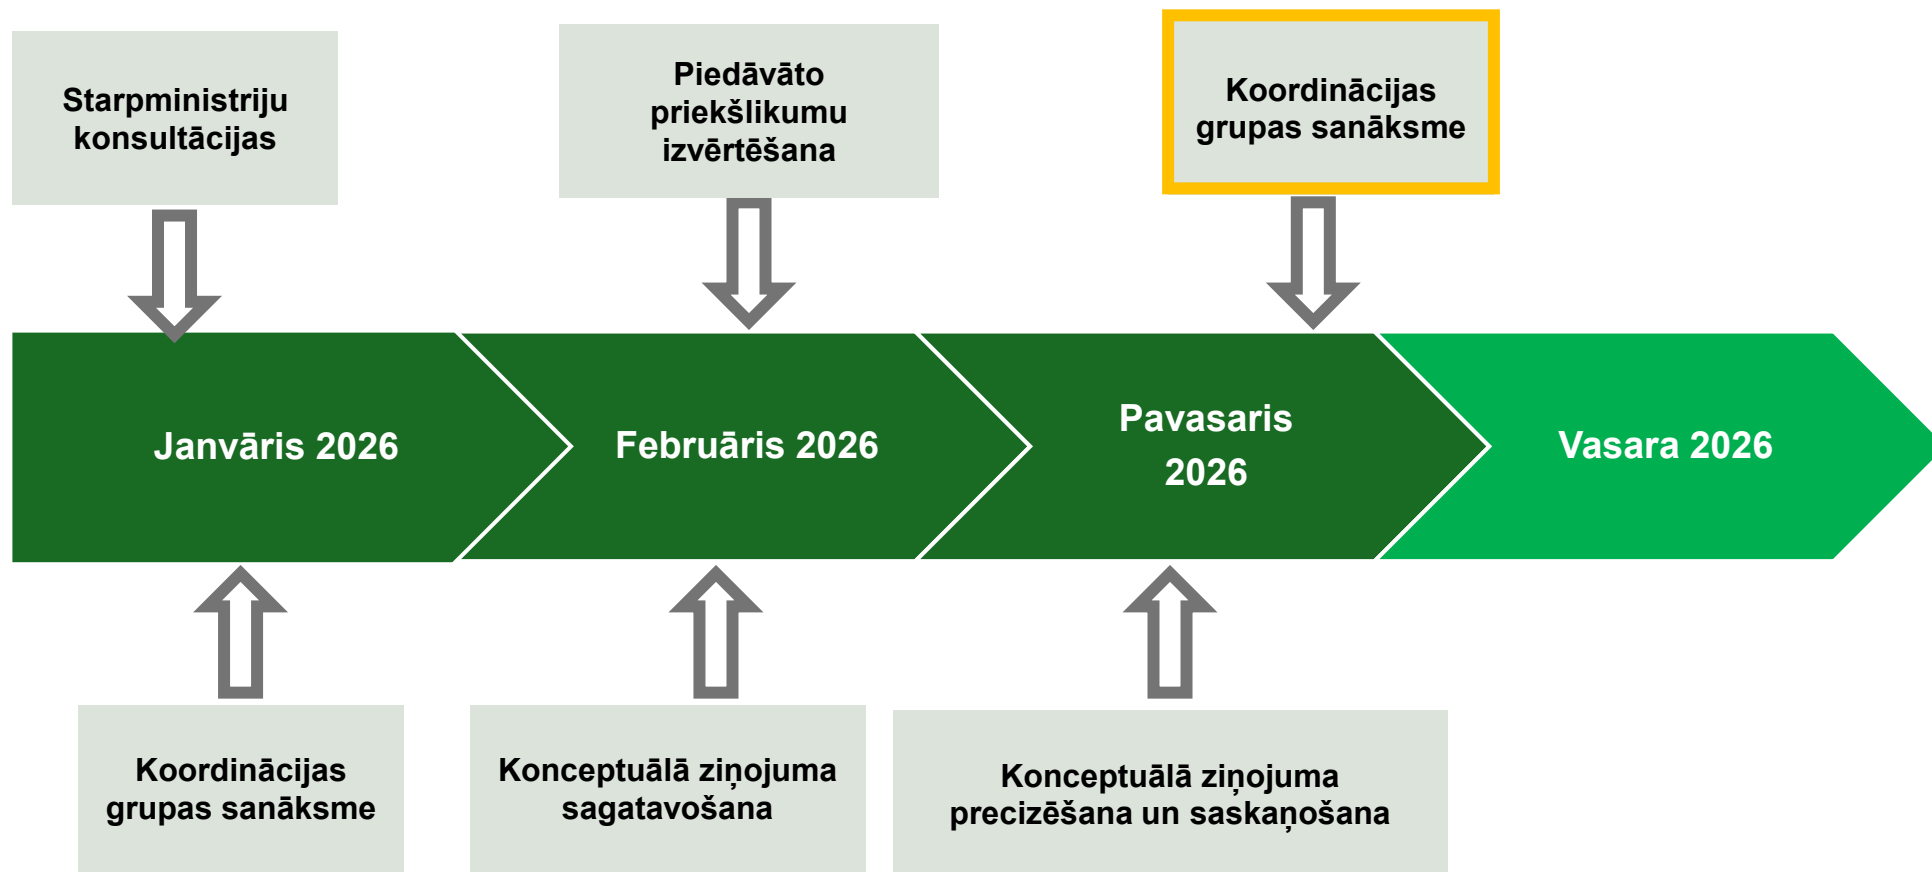 Starpministriju
konsultācijas
Piedāvāto
priekšlikumu
izvērtēšana
Koordinācijas
grupas sanāksme
Janvāris 2026
Februāris 2026
Pavasaris
2026
Vasara 2026
Koordinācijas
grupas sanāksme
Konceptuālā ziņojuma
sagatavošana
Konceptuālā ziņojuma
precizēšana un saskaņošana